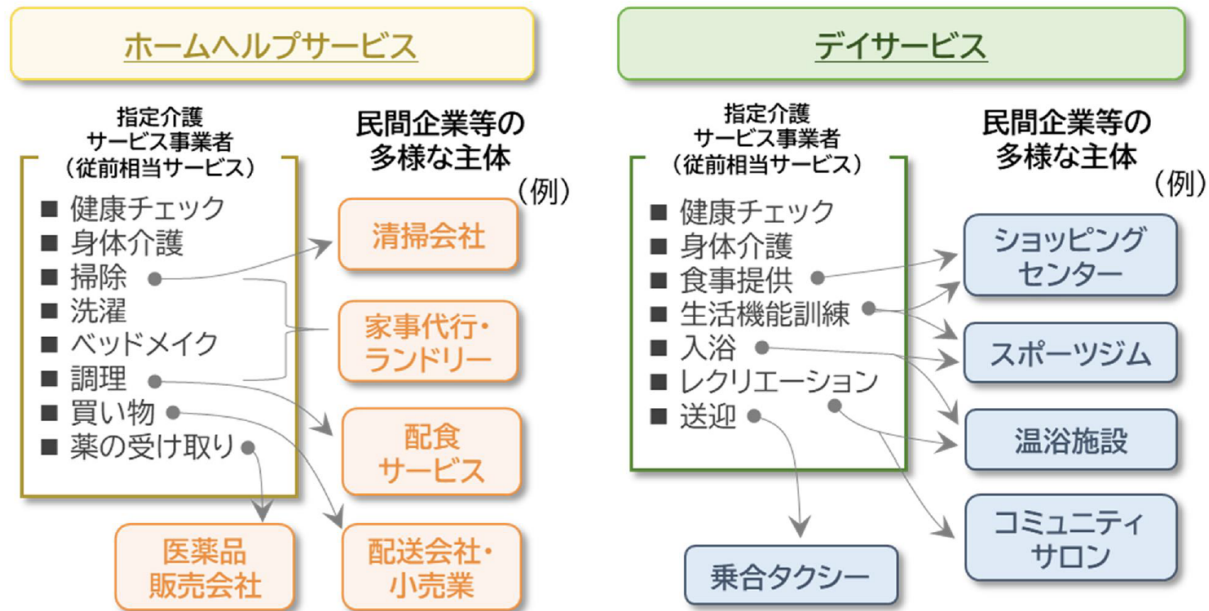 ホームヘルプサービス
指定介護
サービス事業者
(従前相当サービス)
民間企業等の
多様な主体
(例)
■ 健康チェック
■ 身体介護
■ 掃除
■ 洗濯
■ ベッドメイク
■ 調理
■ 買い物
■ 薬の受け取り
清掃会社
家事代行・
ランドリー
配食
サービス
医薬品
販売会社
配送会社・
小売業
デイサービス
指定介護
サービス事業者
(従前相当サービス)
民間企業等の
多様な主体
(例)
■ 健康チェック
■ 身体介護
■ 食事提供
■ 生活機能訓練
■ 入浴
■ レクリエーション
■ 送迎
ショッピング
センター
スポーツジム
温浴施設
コミュニティ
サロン
乗合タクシー